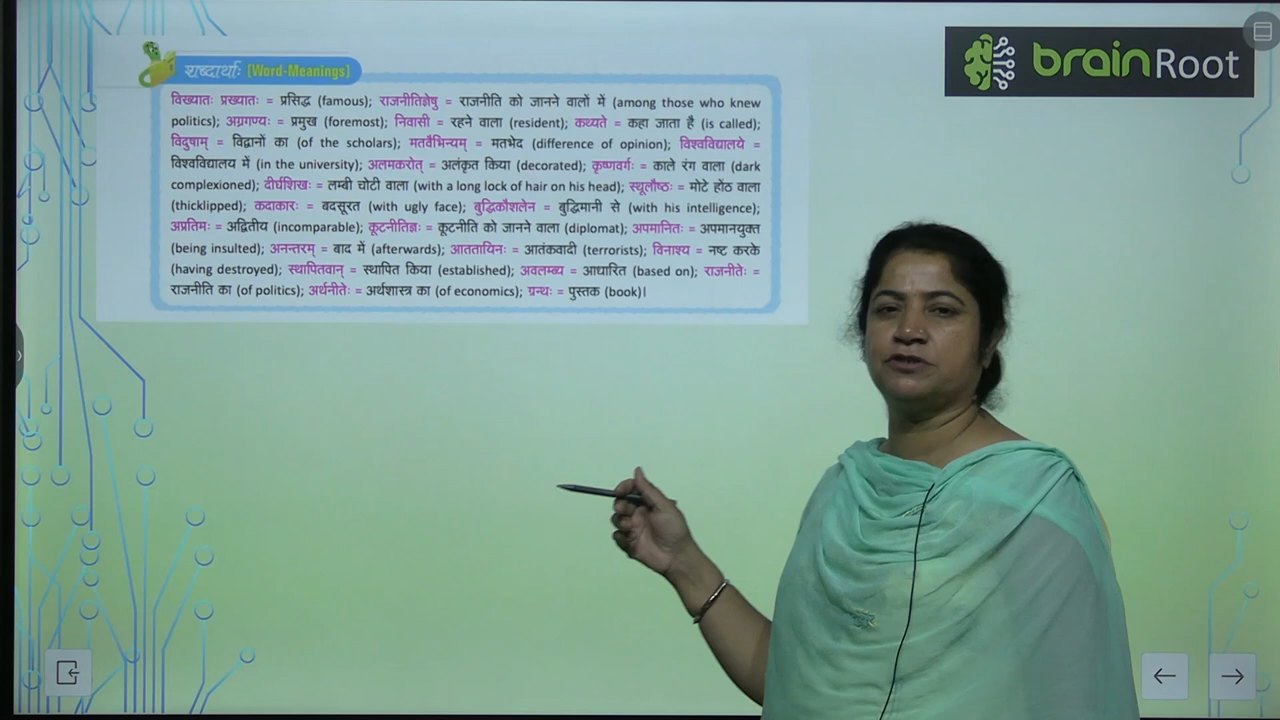 brainRoot
शब्दार्थाः [Word-Meanings]
विख्यातः प्रख्यातः = प्रसिद्ध (famous); राजनीतिज्ञेषु = राजनीति को जानने वालों में (among those who knew
politics); अग्रगण्यः = प्रमुख (foremost); निवासी = रहने वाला (resident); कथ्यते = कहा जाता है (is called);
विदुषाम् = विद्वानों का (of the scholars); मतवैभिन्यम् = मतभेद (difference of opinion); विश्वविद्यालये =
विश्वविद्यालय में (in the university); अलमकरोत् = अलंकृत किया (decorated); कृष्णवर्गः = काले रंग वाला (dark
complexioned); दीर्घशिखः = लम्बी चोटी वाला (with a long lock of hair on his head); स्थूलौष्ठः = मोटे होंठ वाला
(thicklipped); कदाकारः = बदसूरत (with ugly face); बुद्धिकौशलेन = बुद्धिमानी से (with his intelligence);
अप्रतिमः = अद्वितीय (incomparable); कूटनीतिज्ञः = कूटनीति को जानने वाला (diplomat); अपमानितः = अपमानयुक्त
(being insulted); अनन्तरम् = बाद में (afterwards); आततायिनः = आतंकवादी (terrorists); विनाश्य = नष्ट करके
(having destroyed); स्थापितवान् = स्थापित किया (established); अवलम्ब्य = आधारित (based on); राजनीतेः =
राजनीति का (of politics); अर्थनीतेः = अर्थशास्त्र का (of economics); ग्रन्थः = पुस्तक (book)।